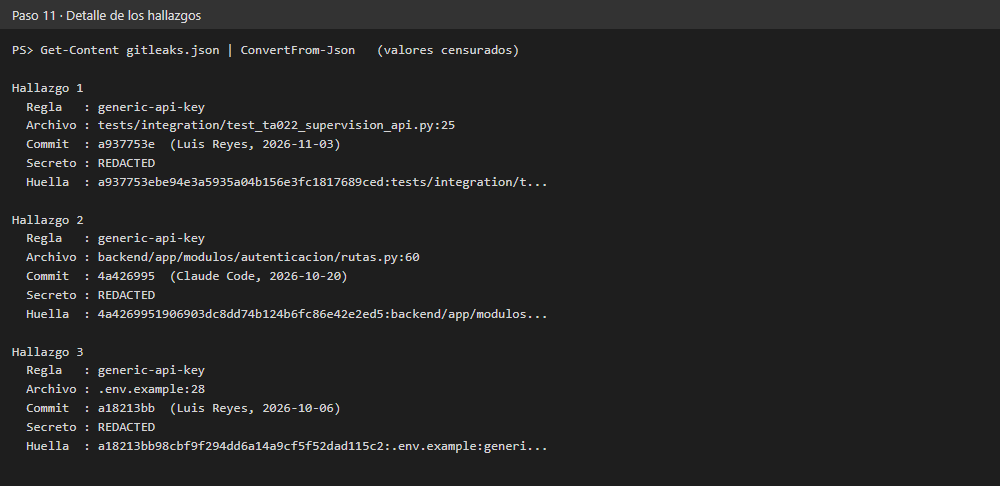 Paso 11 · Detalle de los hallazgos
PS> Get-Content gitleaks.json | ConvertFrom-Json   (valores censurados)
Hallazgo 1
Regla   : generic-api-key
Archivo : tests/integration/test_ta022_supervision_api.py:25
Commit  : a937753e  (Luis Reyes, 2026-11-03)
Secreto : REDACTED
Huella  : a937753ebe94e3a5935a04b156e3fc1817689ced:tests/integration/t...
Hallazgo 2
Regla   : generic-api-key
Archivo : backend/app/modulos/autenticacion/rutas.py:60
Commit  : 4a426995  (Claude Code, 2026-10-20)
Secreto : REDACTED
Huella  : 4a4269951906903dc8dd74b124b6fc86e42e2ed5:backend/app/modulos...
Hallazgo 3
Regla   : generic-api-key
Archivo : .env.example:28
Commit  : a18213bb  (Luis Reyes, 2026-10-06)
Secreto : REDACTED
Huella  : a18213bb98cbf9f294dd6a14a9cf5f52dad115c2:.env.example:generi...